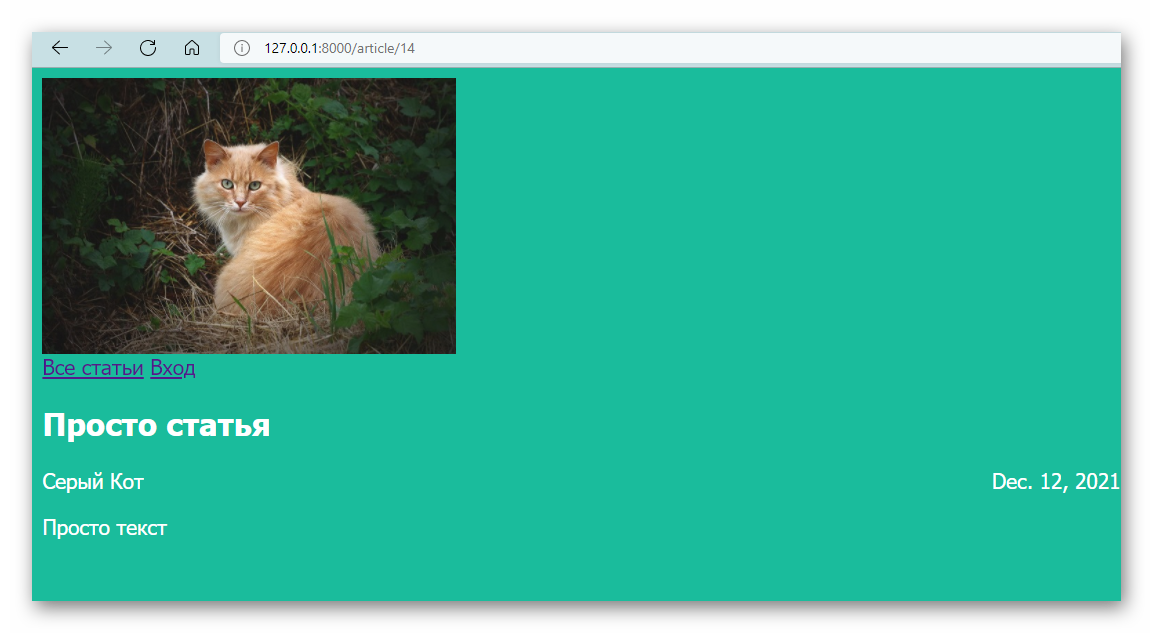 127.0.0.1:8000/article/14
Все статьи Вход
Просто статья
Серый Кот Dec. 12, 2021
Просто текст